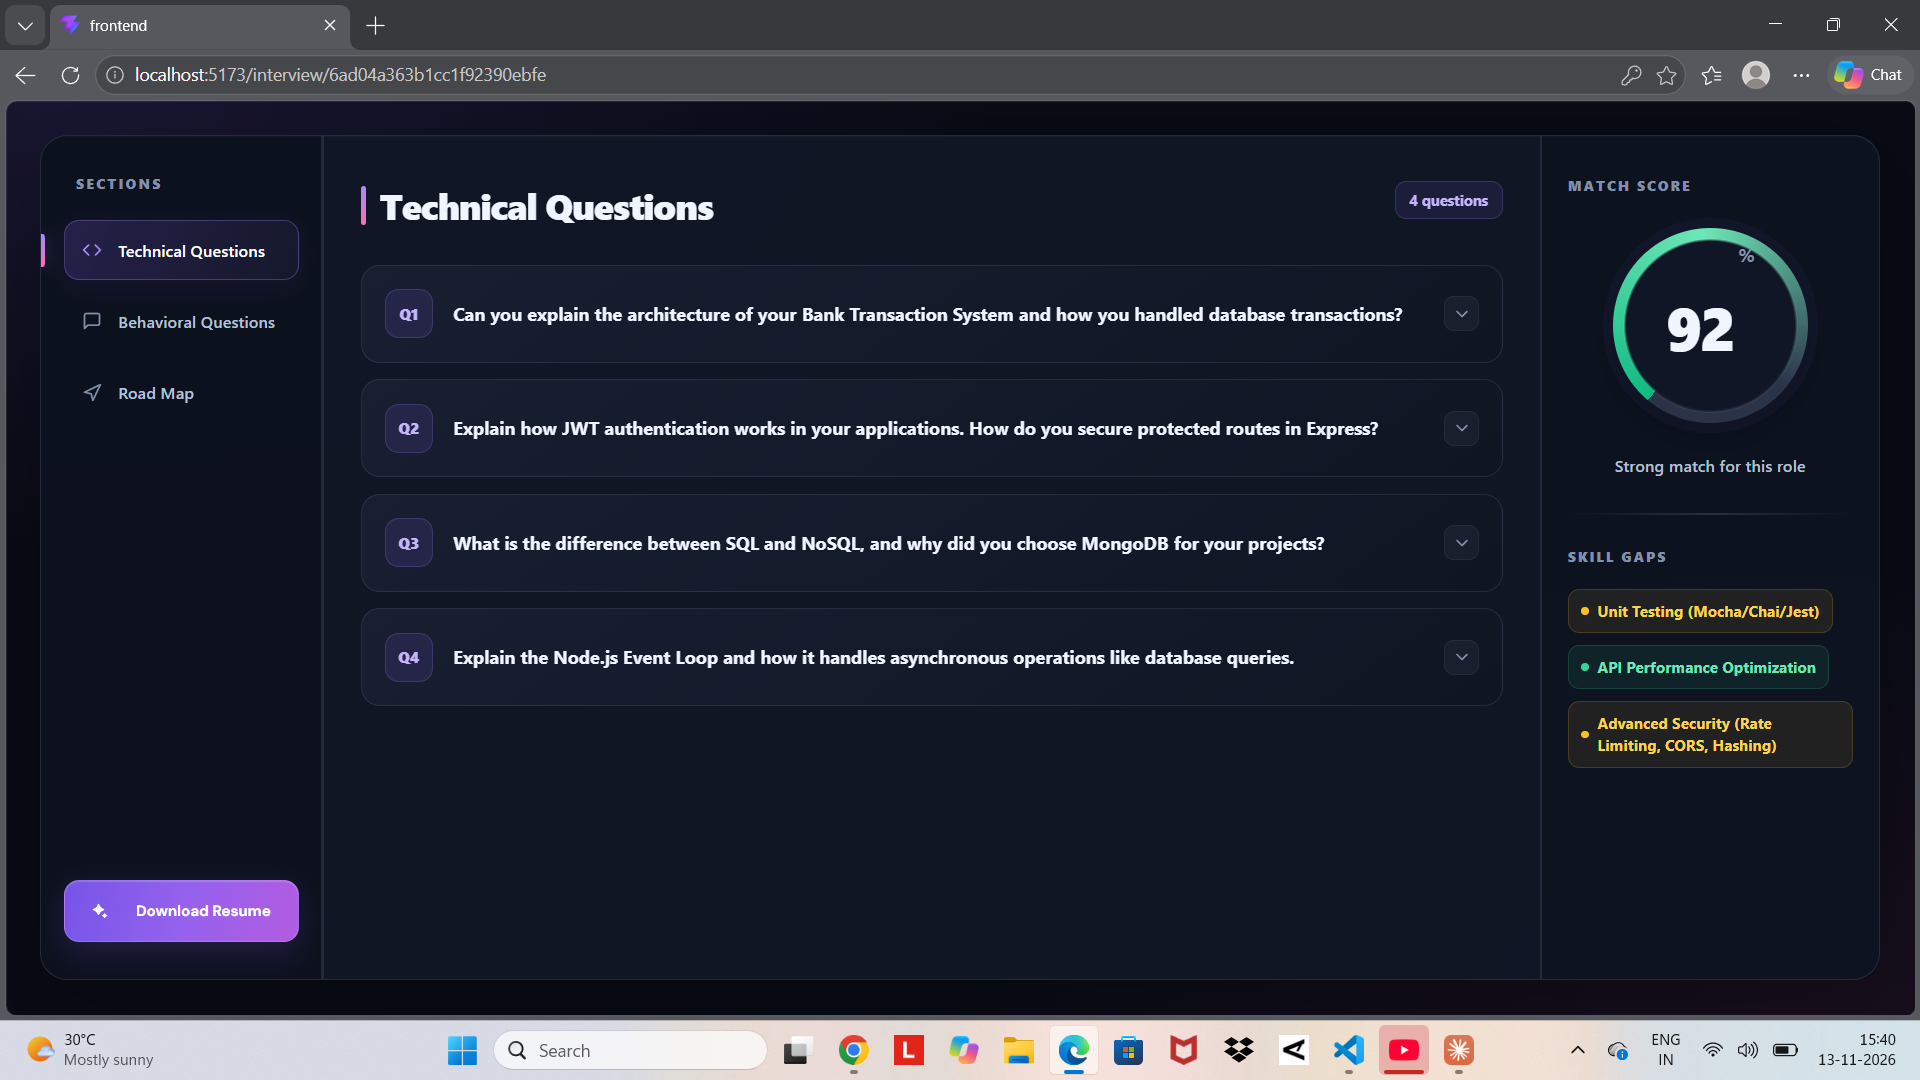 frontend
localhost:5173/interview/6ad04a363b1cc1f92390ebfe
Chat
SECTIONS
Technical Questions
Behavioral Questions
Road Map
Download Resume
Technical Questions
4 questions
Q1
Can you explain the architecture of your Bank Transaction System and how you handled database transactions?
Q2
Explain how JWT authentication works in your applications. How do you secure protected routes in Express?
Q3
What is the difference between SQL and NoSQL, and why did you choose MongoDB for your projects?
Q4
Explain the Node.js Event Loop and how it handles asynchronous operations like database queries.
MATCH SCORE
%
92
Strong match for this role
SKILL GAPS
Unit Testing (Mocha/Chai/Jest)
API Performance Optimization
Advanced Security (Rate
Limiting, CORS, Hashing)
30°C
Mostly sunny
Search
L
ENG
IN
15:40
13-11-2026